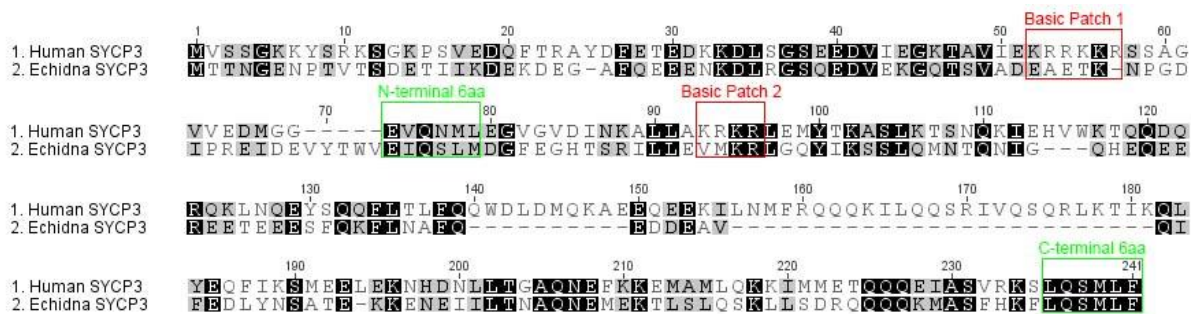 Basic Patch 1
1 10 20 30 40 50 60
1. Human SYCP3 MVSSGKKYSRKSGKPSVEDQFTRAYDFETEDKKDLSGSEEDVIEGKTAVIEKRRKKRSSAG
2. Echidna SYCP3 MTTNGENPTVTSDETIIKDEKDEG-AFQEEENKDLRGSQEDVEKGQTSVADEAETK-NPGD
N-terminal 6aa Basic Patch 2
70 80 90 100 110 120
1. Human SYCP3 VVEDMGG-----EVQNMLEGVGVDINKALLAKRKRLEMYTKASLKTSNQKIEHVWKTQQDQ
2. Echidna SYCP3 IPREIDEVYTWVEIQSLMDGFEGHTSRILLEVMKRLGQYIKSSLQMNTQNIG---QHEQEE
130 140 150 160 170 180
1. Human SYCP3 RQKLNQEYSQQFLTLFQQWDLDMQKAEEQEEKILNMFRQQQKILQQSRIVQSQRLKTIKQL
2. Echidna SYCP3 REETEEESFQKFLNAFQ----------EDDEAV--------------------------QI
C-terminal 6aa
190 200 210 220 230 241
1. Human SYCP3 YEQFIKSMEELEKNHDNLLTGAQNEFKKEMAMLQKKIMMETQQQEIASVRKSLQSMLF
2. Echidna SYCP3 FEDLYNSATE-KKENEIILTNAQNEMEKTLSLQSKLLSDRQQQQKMASFHKFLQSMLF